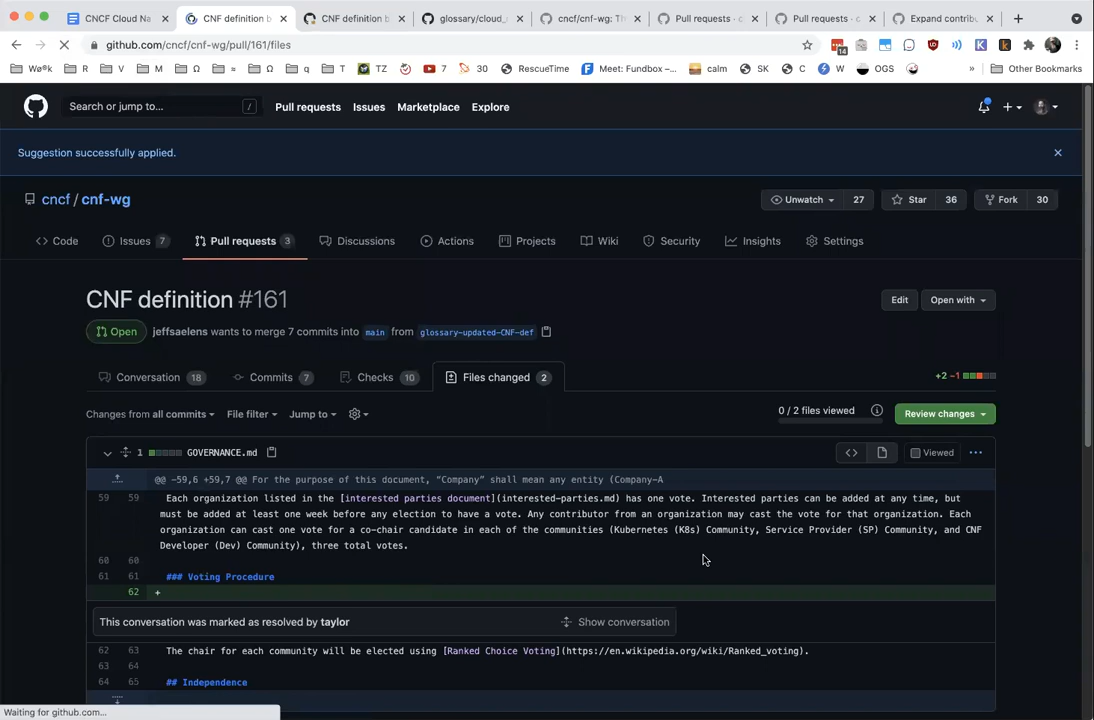 CNCF Cloud Na
CNF definition b
CNF definition b
glossary/cloud_
cncf/cnf-wg: Th
Pull requests · c
Pull requests · c
Expand contribu
github.com/cncf/cnf-wg/pull/161/files
14
Wø®k
R
V
M
Ω
≈
Ω
q
T
TZ
7
30
RescueTime
Meet: Fundbox –...
calm
SK
C
W
OGS
»
Other Bookmarks
Search or jump to...
/
Pull requests
Issues
Marketplace
Explore
Suggestion successfully applied.
cncf / cnf-wg
Unwatch
27
Star
36
Fork
30
Code
Issues 7
Pull requests 3
Discussions
Actions
Projects
Wiki
Security
Insights
Settings
CNF definition #161
Edit
Open with
Open
jeffsaelens wants to merge 7 commits into main from glossary-updated-CNF-def
Conversation 18
Commits 7
Checks 10
Files changed 2
+2 −1
Changes from all commits
File filter
Jump to
0 / 2 files viewed
Review changes
1
GOVERNANCE.md
Viewed
@@ -59,6 +59,7 @@ For the purpose of this document, “Company” shall mean any entity (Company-A
59 59 Each organization listed in the [interested parties document](interested-parties.md) has one vote. Interested parties can be added at any time, but
must be added at least one week before any election to have a vote. Any contributor from an organization may cast the vote for that organization. Each
organization can cast one vote for a co-chair candidate in each of the communities (Kubernetes (K8s) Community, Service Provider (SP) Community, and CNF
Developer (Dev) Community), three total votes.
60 60
61 61 ### Voting Procedure
62 +
This conversation was marked as resolved by taylor
Show conversation
62 63 The chair for each community will be elected using [Ranked Choice Voting](https://en.wikipedia.org/wiki/Ranked_voting).
63 64
64 65 ## Independence
Waiting for github.com...